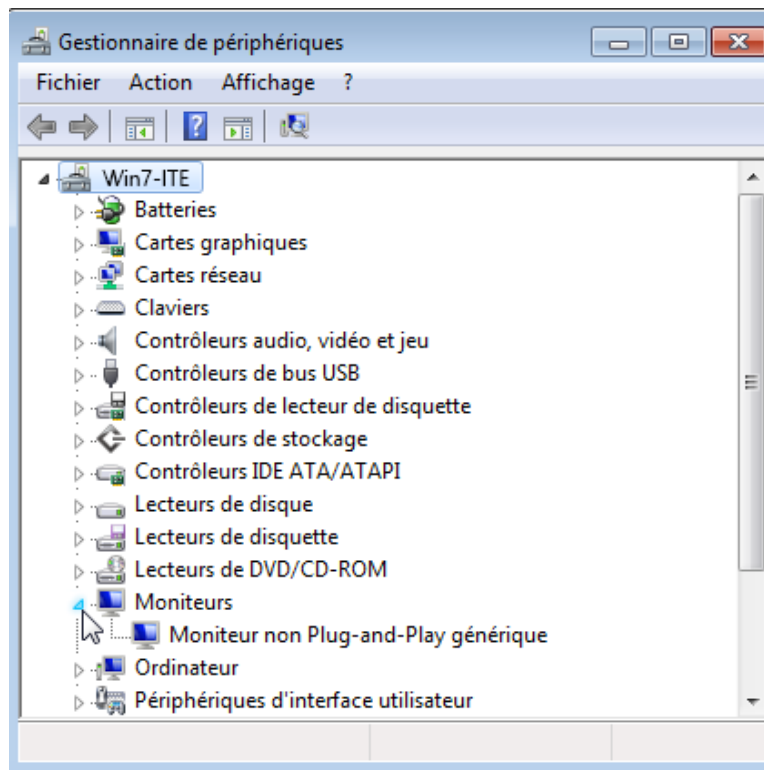 Gestionnaire de périphériques
Fichier Action Affichage ?
Win7-ITE
Batteries
Cartes graphiques
Cartes réseau
Claviers
Contrôleurs audio, vidéo et jeu
Contrôleurs de bus USB
Contrôleurs de lecteur de disquette
Contrôleurs de stockage
Contrôleurs IDE ATA/ATAPI
Lecteurs de disque
Lecteurs de disquette
Lecteurs de DVD/CD-ROM
Moniteurs
Moniteur non Plug-and-Play générique
Ordinateur
Périphériques d'interface utilisateur